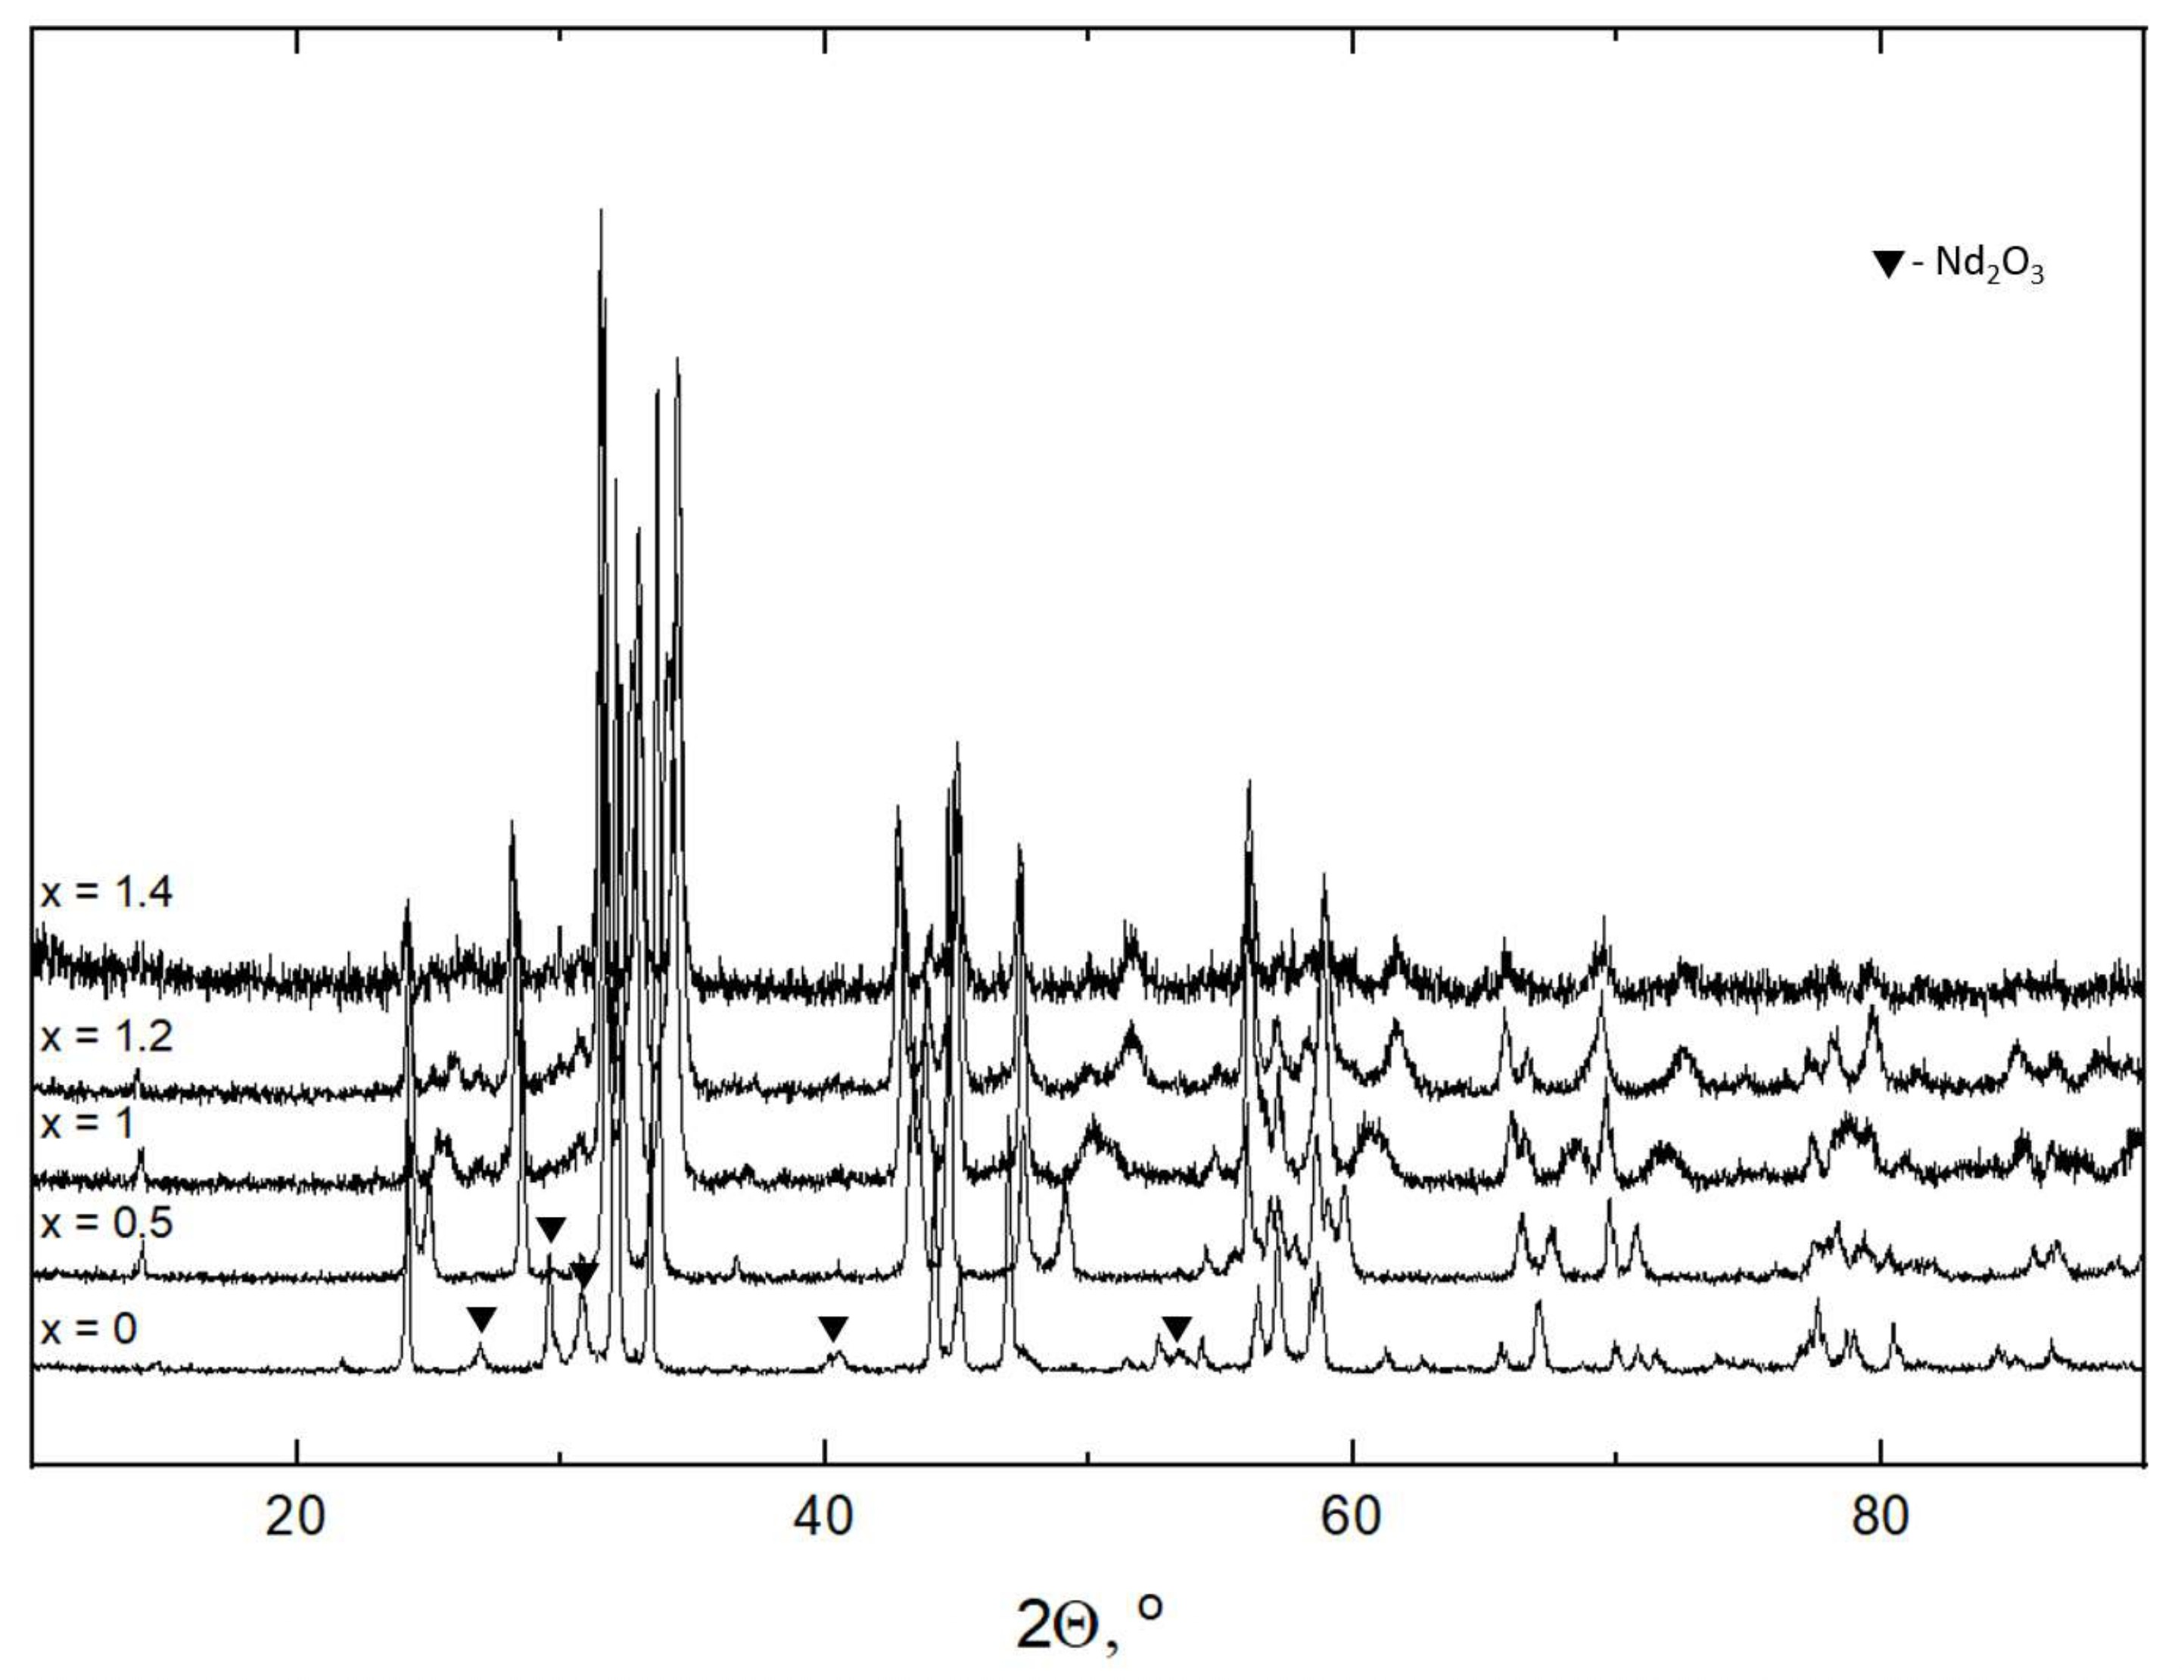 ▼- Nd₂O₃
x = 1.4
x = 1.2
x = 1
x = 0.5
x = 0
20 40 60 80
2Θ, º